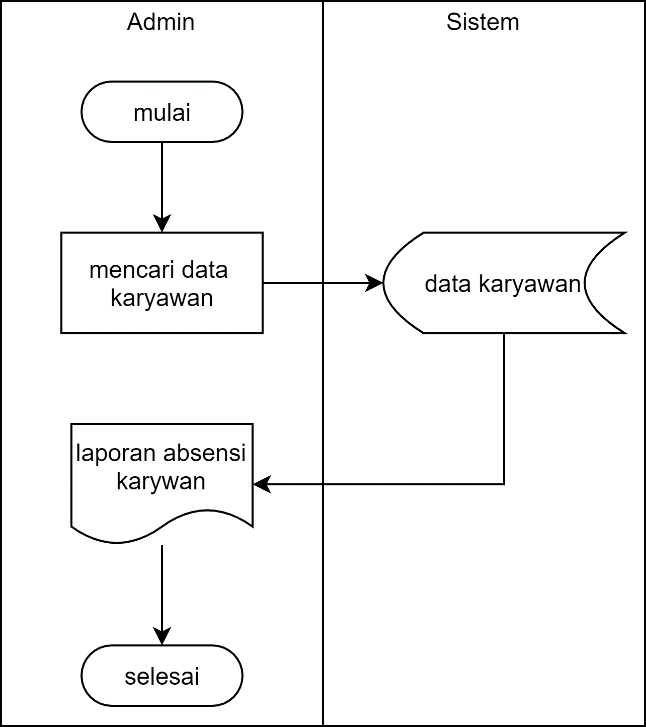 Admin
Sistem
mulai
mencari data
karyawan
data karyawan
laporan absensi
karywan
selesai